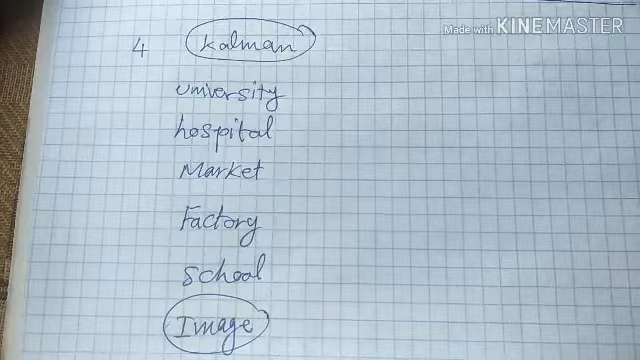 Made with KINEMASTER
4 Kalman
university
hospital
Market
Factory
School
Image